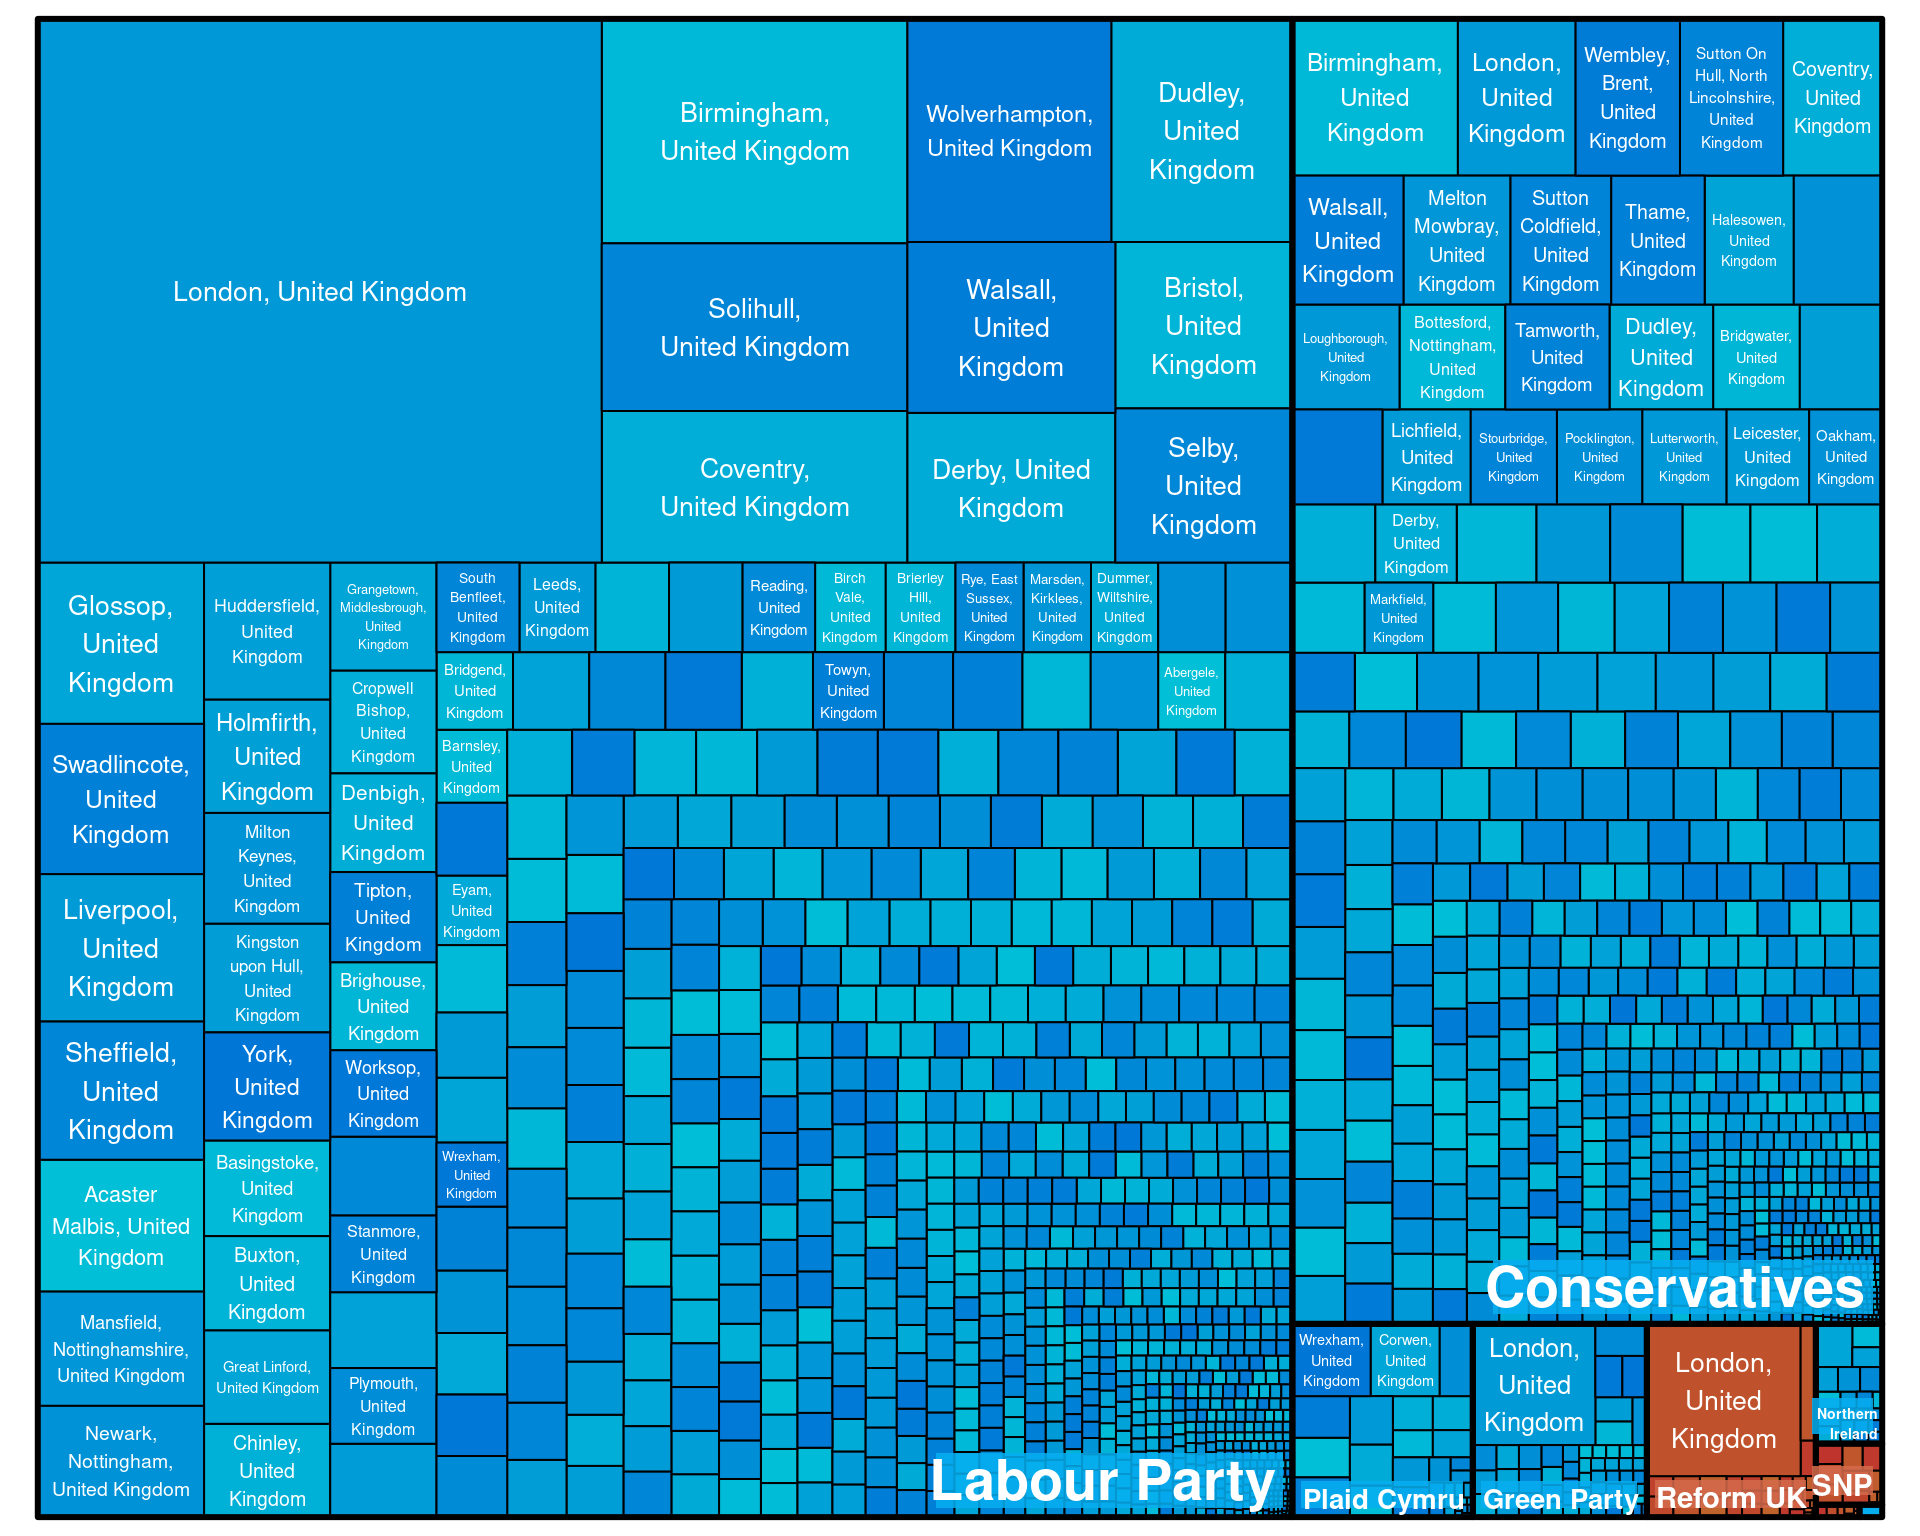 London, United Kingdom
Birmingham,
United Kingdom
Wolverhampton,
United Kingdom
Dudley,
United
Kingdom
Solihull,
United Kingdom
Walsall,
United
Kingdom
Bristol,
United
Kingdom
Coventry,
United Kingdom
Derby, United
Kingdom
Selby,
United
Kingdom
Glossop,
United
Kingdom
Swadlincote,
United
Kingdom
Liverpool,
United
Kingdom
Sheffield,
United
Kingdom
Acaster
Malbis, United
Kingdom
Mansfield,
Nottinghamshire,
United Kingdom
Newark,
Nottingham,
United Kingdom
Huddersfield,
United
Kingdom
Holmfirth,
United
Kingdom
Milton
Keynes,
United
Kingdom
Kingston
upon Hull,
United
Kingdom
York,
United
Kingdom
Basingstoke,
United
Kingdom
Buxton,
United
Kingdom
Great Linford,
United Kingdom
Chinley,
United
Kingdom
Grangetown,
Middlesbrough,
United
Kingdom
Cropwell
Bishop,
United
Kingdom
Denbigh,
United
Kingdom
Tipton,
United
Kingdom
Brighouse,
United
Kingdom
Worksop,
United
Kingdom
Stanmore,
United
Kingdom
Plymouth,
United
Kingdom
South
Benfleet,
United
Kingdom
Leeds,
United
Kingdom
Reading,
United
Kingdom
Birch
Vale,
United
Kingdom
Brierley
Hill,
United
Kingdom
Rye, East
Sussex,
United
Kingdom
Marsden,
Kirklees,
United
Kingdom
Dummer,
Wiltshire,
United
Kingdom
Bridgend,
United
Kingdom
Towyn,
United
Kingdom
Abergele,
United
Kingdom
Barnsley,
United
Kingdom
Eyam,
United
Kingdom
Wrexham,
United
Kingdom
Labour Party
Birmingham,
United
Kingdom
London,
United
Kingdom
Wembley,
Brent,
United
Kingdom
Sutton On
Hull, North
Lincolnshire,
United
Kingdom
Coventry,
United
Kingdom
Walsall,
United
Kingdom
Melton
Mowbray,
United
Kingdom
Sutton
Coldfield,
United
Kingdom
Thame,
United
Kingdom
Halesowen,
United
Kingdom
Loughborough,
United
Kingdom
Bottesford,
Nottingham,
United
Kingdom
Tamworth,
United
Kingdom
Dudley,
United
Kingdom
Bridgwater,
United
Kingdom
Lichfield,
United
Kingdom
Stourbridge,
United
Kingdom
Pocklington,
United
Kingdom
Lutterworth,
United
Kingdom
Leicester,
United
Kingdom
Oakham,
United
Kingdom
Derby,
United
Kingdom
Markfield,
United
Kingdom
Conservatives
Wrexham,
United
Kingdom
Corwen,
United
Kingdom
Plaid Cymru
London,
United
Kingdom
Green Party
London,
United
Kingdom
Reform UK
Northern
Ireland
SNP